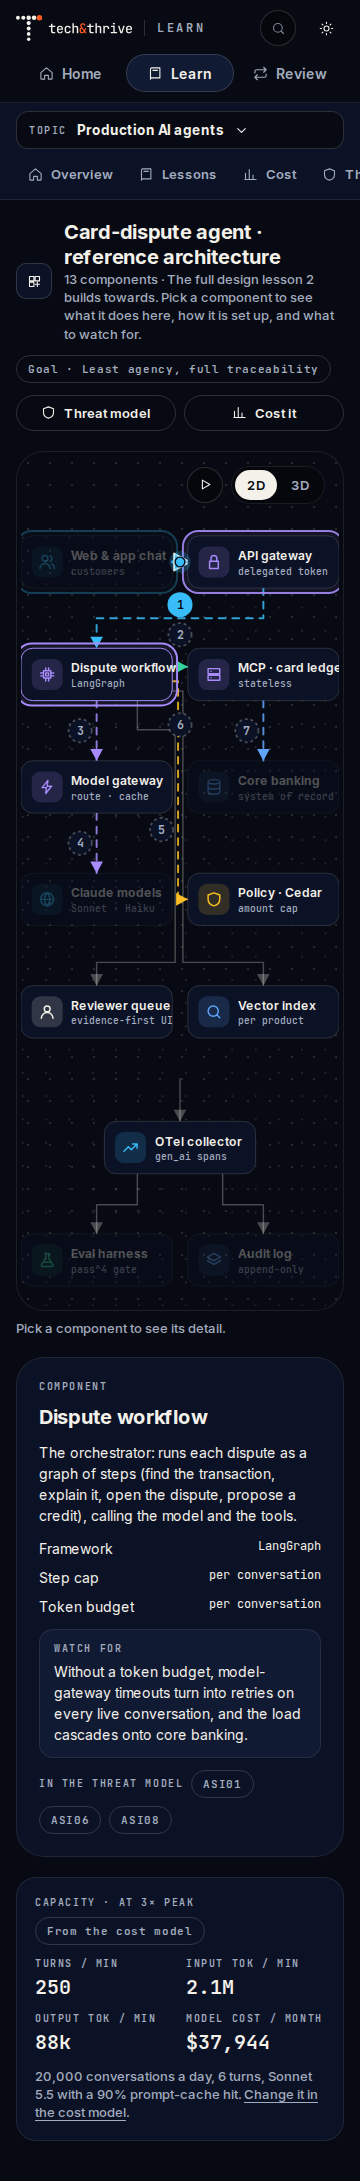 tech&thrive LEARN
Home Learn Review
TOPIC Production AI agents
Overview Lessons Cost Th
Card-dispute agent ·
reference architecture
13 components · The full design lesson 2
builds towards. Pick a component to see
what it does here, how it is set up, and what
to watch for.
Goal · Least agency, full traceability
Threat model Cost it
2D 3D
Web & app chat
customers
API gateway
delegated token
1
2
Dispute workflow
LangGraph
MCP · card ledge
stateless
3
6
7
Model gateway
route · cache
Core banking
system of record
4
5
Claude models
Sonnet · Haiku
Policy · Cedar
amount cap
Reviewer queue
evidence-first UI
Vector index
per product
OTel collector
gen_ai spans
Eval harness
pass^4 gate
Audit log
append-only
Pick a component to see its detail.
COMPONENT
Dispute workflow
The orchestrator: runs each dispute as a
graph of steps (find the transaction,
explain it, open the dispute, propose a
credit), calling the model and the tools.
Framework LangGraph
Step cap per conversation
Token budget per conversation
WATCH FOR
Without a token budget, model-
gateway timeouts turn into retries on
every live conversation, and the load
cascades onto core banking.
IN THE THREAT MODEL ASI01
ASI06 ASI08
CAPACITY · AT 3× PEAK
From the cost model
TURNS / MIN INPUT TOK / MIN
250 2.1M
OUTPUT TOK / MIN MODEL COST / MONTH
88k $37,944
20,000 conversations a day, 6 turns, Sonnet
5.5 with a 90% prompt-cache hit. Change it in
the cost model.